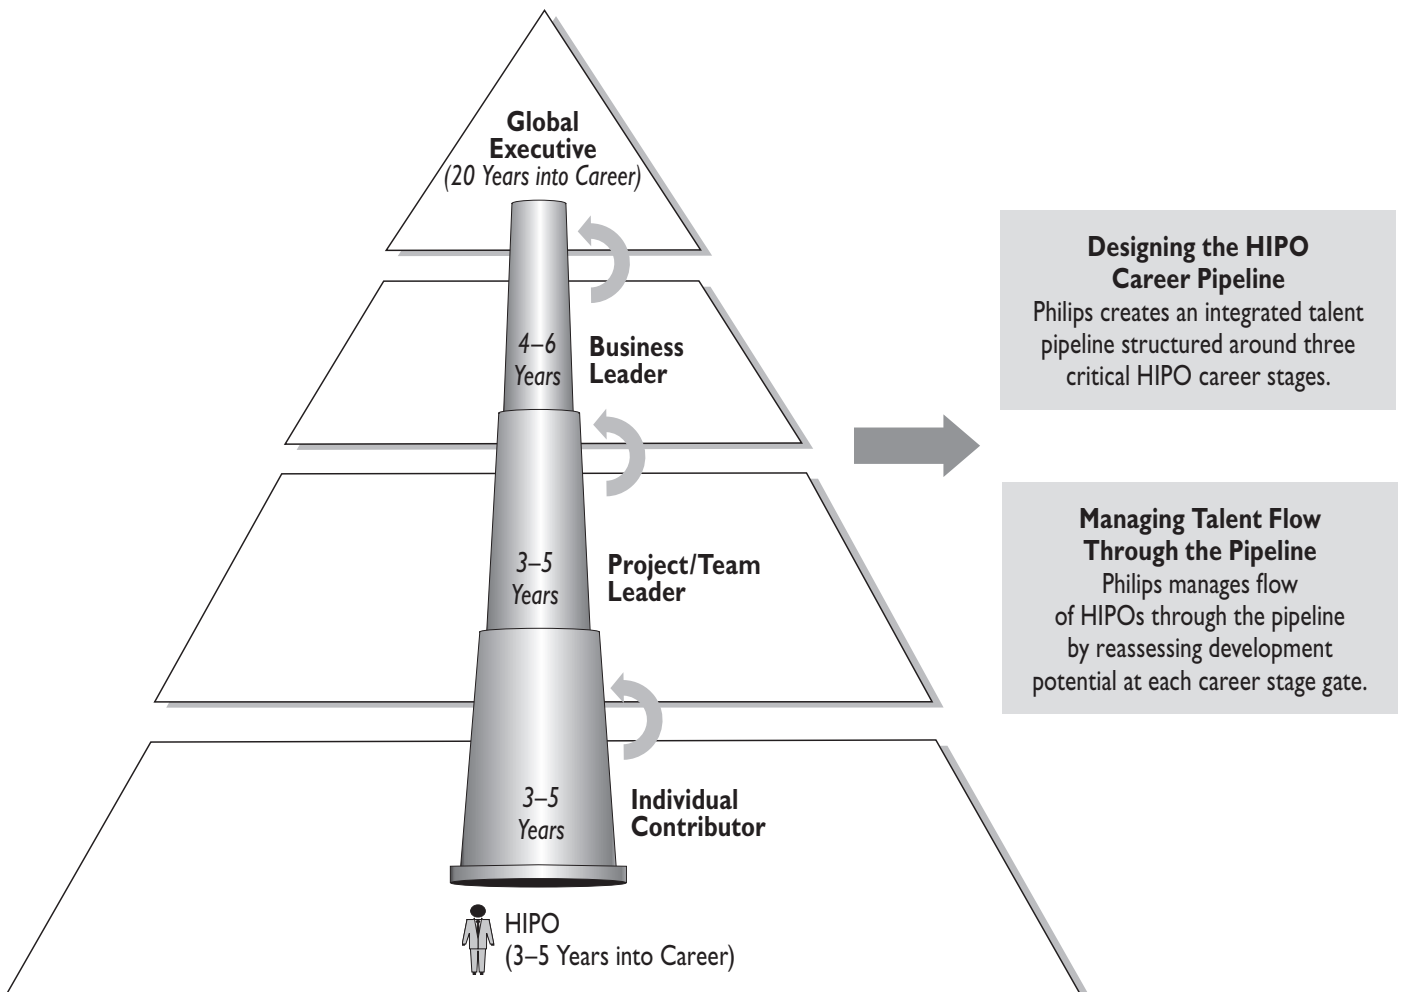 Global
Executive
(20 Years into Career)
4–6
Years
Business
Leader
3–5
Years
Project/Team
Leader
3–5
Years
Individual
Contributor
HIPO
(3–5 Years into Career)
Designing the HIPO
Career Pipeline
Philips creates an integrated talent
pipeline structured around three
critical HIPO career stages.
Managing Talent Flow
Through the Pipeline
Philips manages flow
of HIPOs through the pipeline
by reassessing development
potential at each career stage gate.